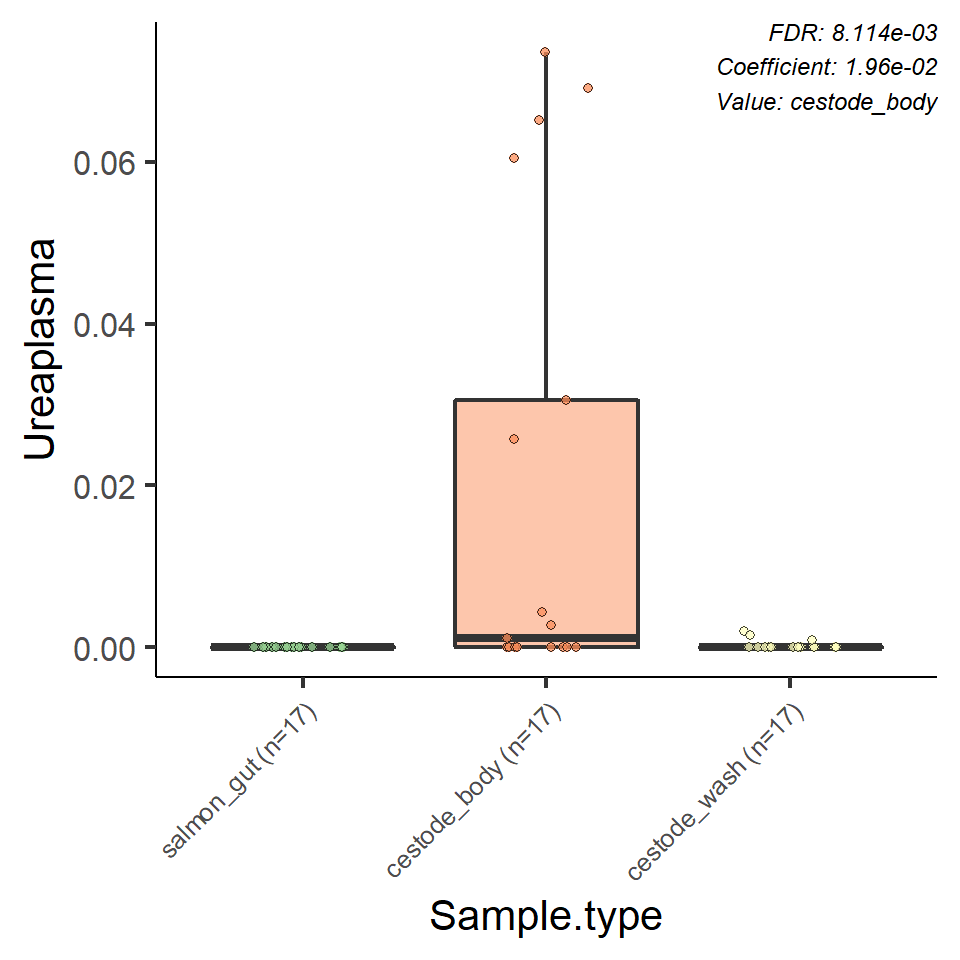 FDR: 8.114e-03
Coefficient: 1.96e-02
Value: cestode_body
Ureaplasma
0.06
0.04
0.02
0.00
salmon_gut (n=17)
cestode_body (n=17)
cestode_wash (n=17)
Sample.type